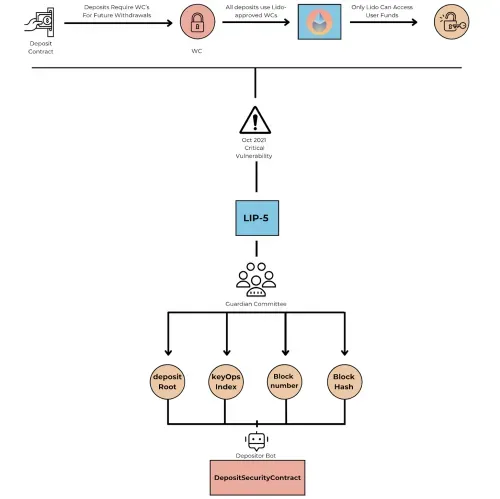 Deposits Require WC's
For Future Withdrawals
All deposits use Lido-
approved WCs
Only Lido Can Access
User Funds
Deposit
Contract
WC
Oct 2021
Critical
Vulnerability
LIP-5
Guardian Committee
deposit
Root
keyOps
Index
Block
number
Block
Hash
Depositor Bot
DepositSecurityContract